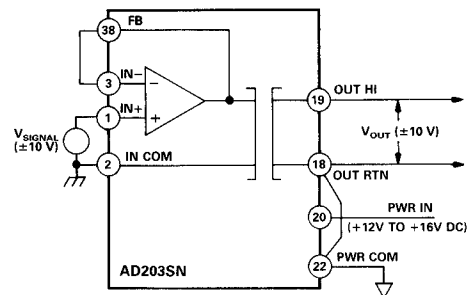 38 FB
3 IN−
−
1 IN+
+
V_SIGNAL
(±10 V)
2 IN COM
19 OUT HI
V_OUT (±10 V)
18
OUT RTN
20 PWR IN
(+12V TO +16V DC)
22 PWR COM
AD203SN